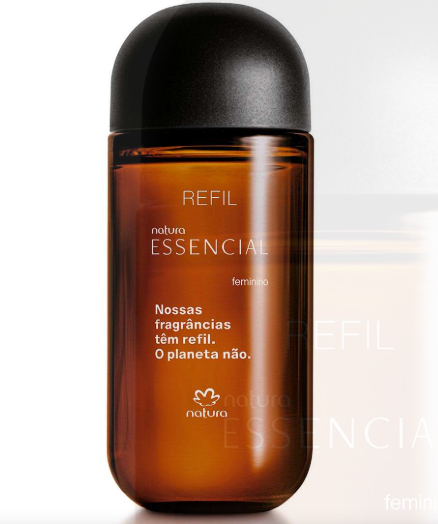 REFIL
natura
ESSENCIAL
feminino
Nossas
fragrâncias
têm refil.
O planeta não.
natura
REFIL
natura
ESSENCIA
femin